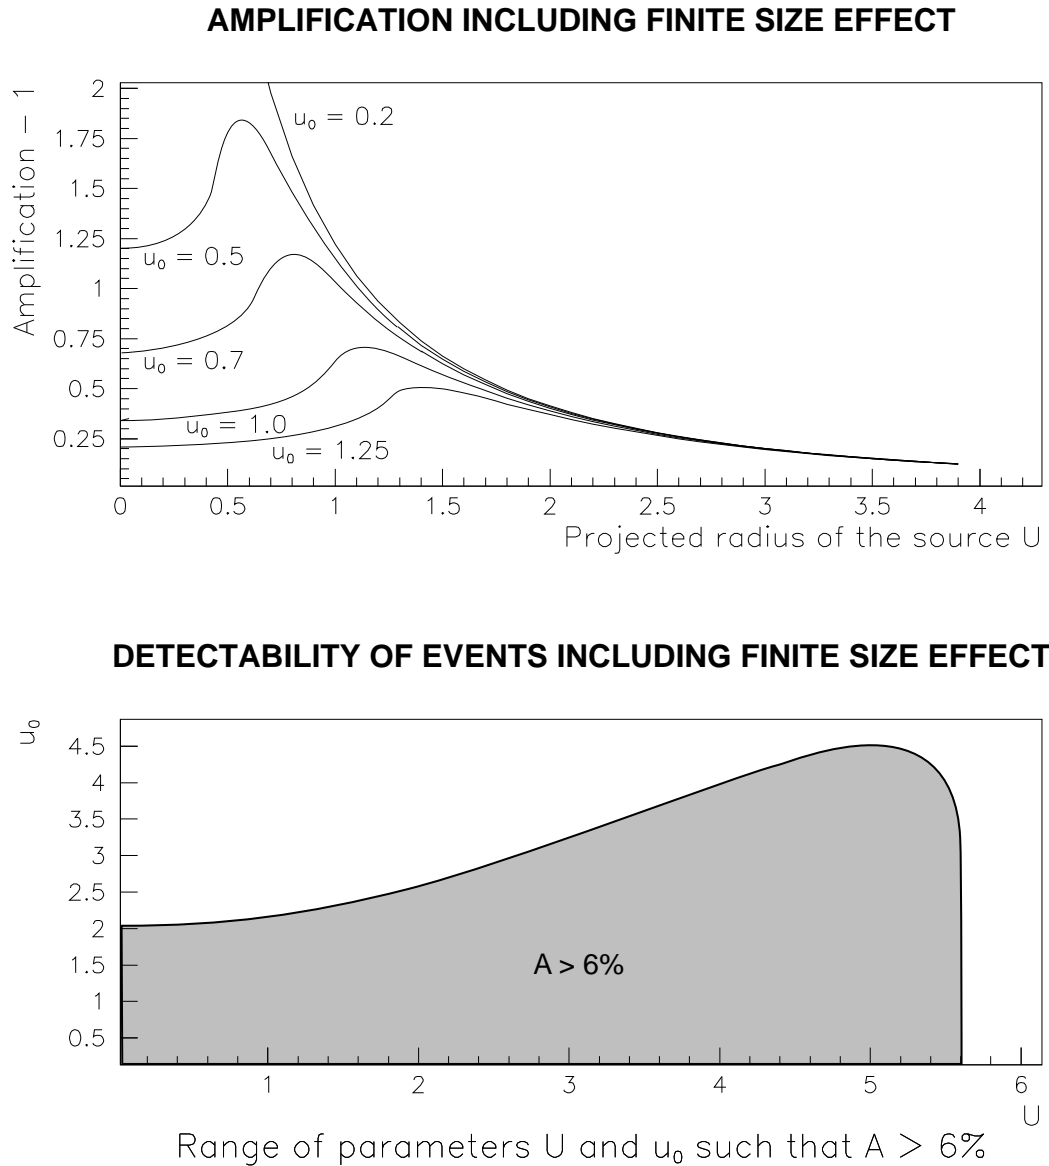 AMPLIFICATION INCLUDING FINITE SIZE EFFECT
Amplification – 1
2
1.75
1.5
1.25
1
0.75
0.5
0.25
u₀ = 0.2
u₀ = 0.5
u₀ = 0.7
u₀ = 1.0
u₀ = 1.25
0 0.5 1 1.5 2 2.5 3 3.5 4
Projected radius of the source U
DETECTABILITY OF EVENTS INCLUDING FINITE SIZE EFFECT
u₀
4.5
4
3.5
3
2.5
2
1.5
1
0.5
A > 6%
1 2 3 4 5 6
U
Range of parameters U and u₀ such that A > 6%